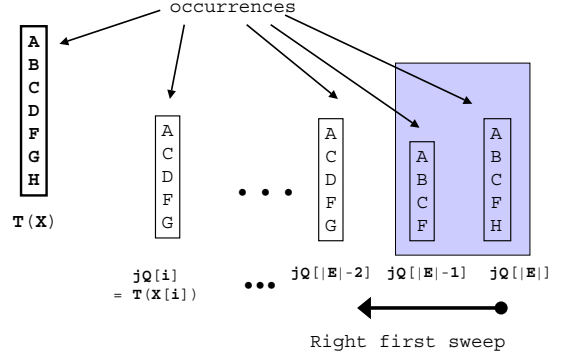 occurrences
A
B
C
D
F
G
H
T(X)
A
C
D
F
G
jQ[i]
= T(X[i])
• • •
•••
A
C
D
F
G
jQ[|E|-2]
A
B
C
F
jQ[|E|-1]
A
B
C
F
H
jQ[|E|]
Right first sweep